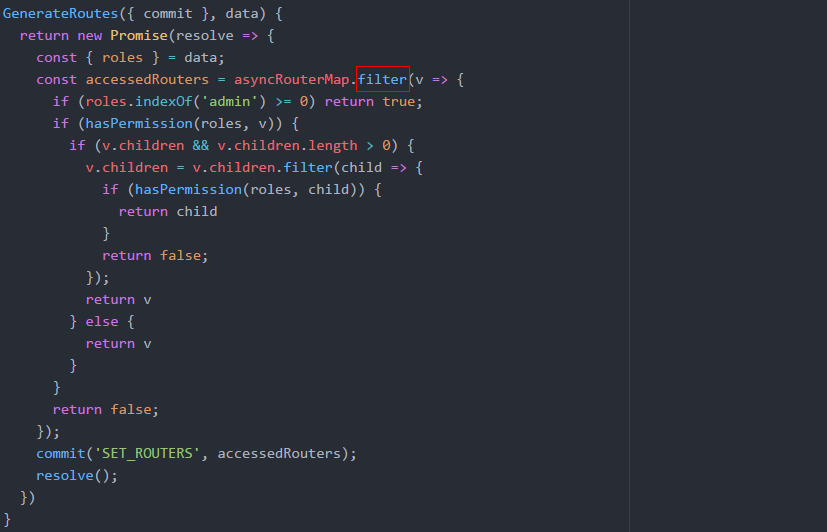 GenerateRoutes({ commit }, data) {
  return new Promise(resolve => {
    const { roles } = data;
    const accessedRouters = asyncRouterMap.filter(v => {
      if (roles.indexOf('admin') >= 0) return true;
      if (hasPermission(roles, v)) {
        if (v.children && v.children.length > 0) {
          v.children = v.children.filter(child => {
            if (hasPermission(roles, child)) {
              return child
            }
            return false;
          });
          return v
        } else {
          return v
        }
      }
      return false;
    });
    commit('SET_ROUTERS', accessedRouters);
    resolve();
  })
}